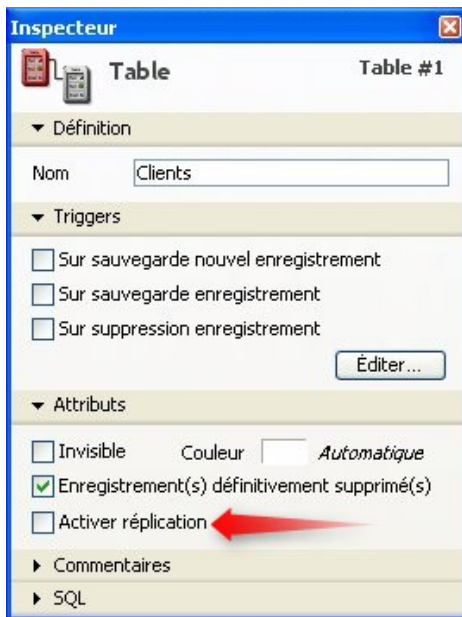 Inspecteur
Table Table #1
Définition
Nom Clients
Triggers
Sur sauvegarde nouvel enregistrement
Sur sauvegarde enregistrement
Sur suppression enregistrement
Éditer...
Attributs
Invisible Couleur Automatique
Enregistrement(s) définitivement supprimé(s)
Activer réplication
Commentaires
SQL